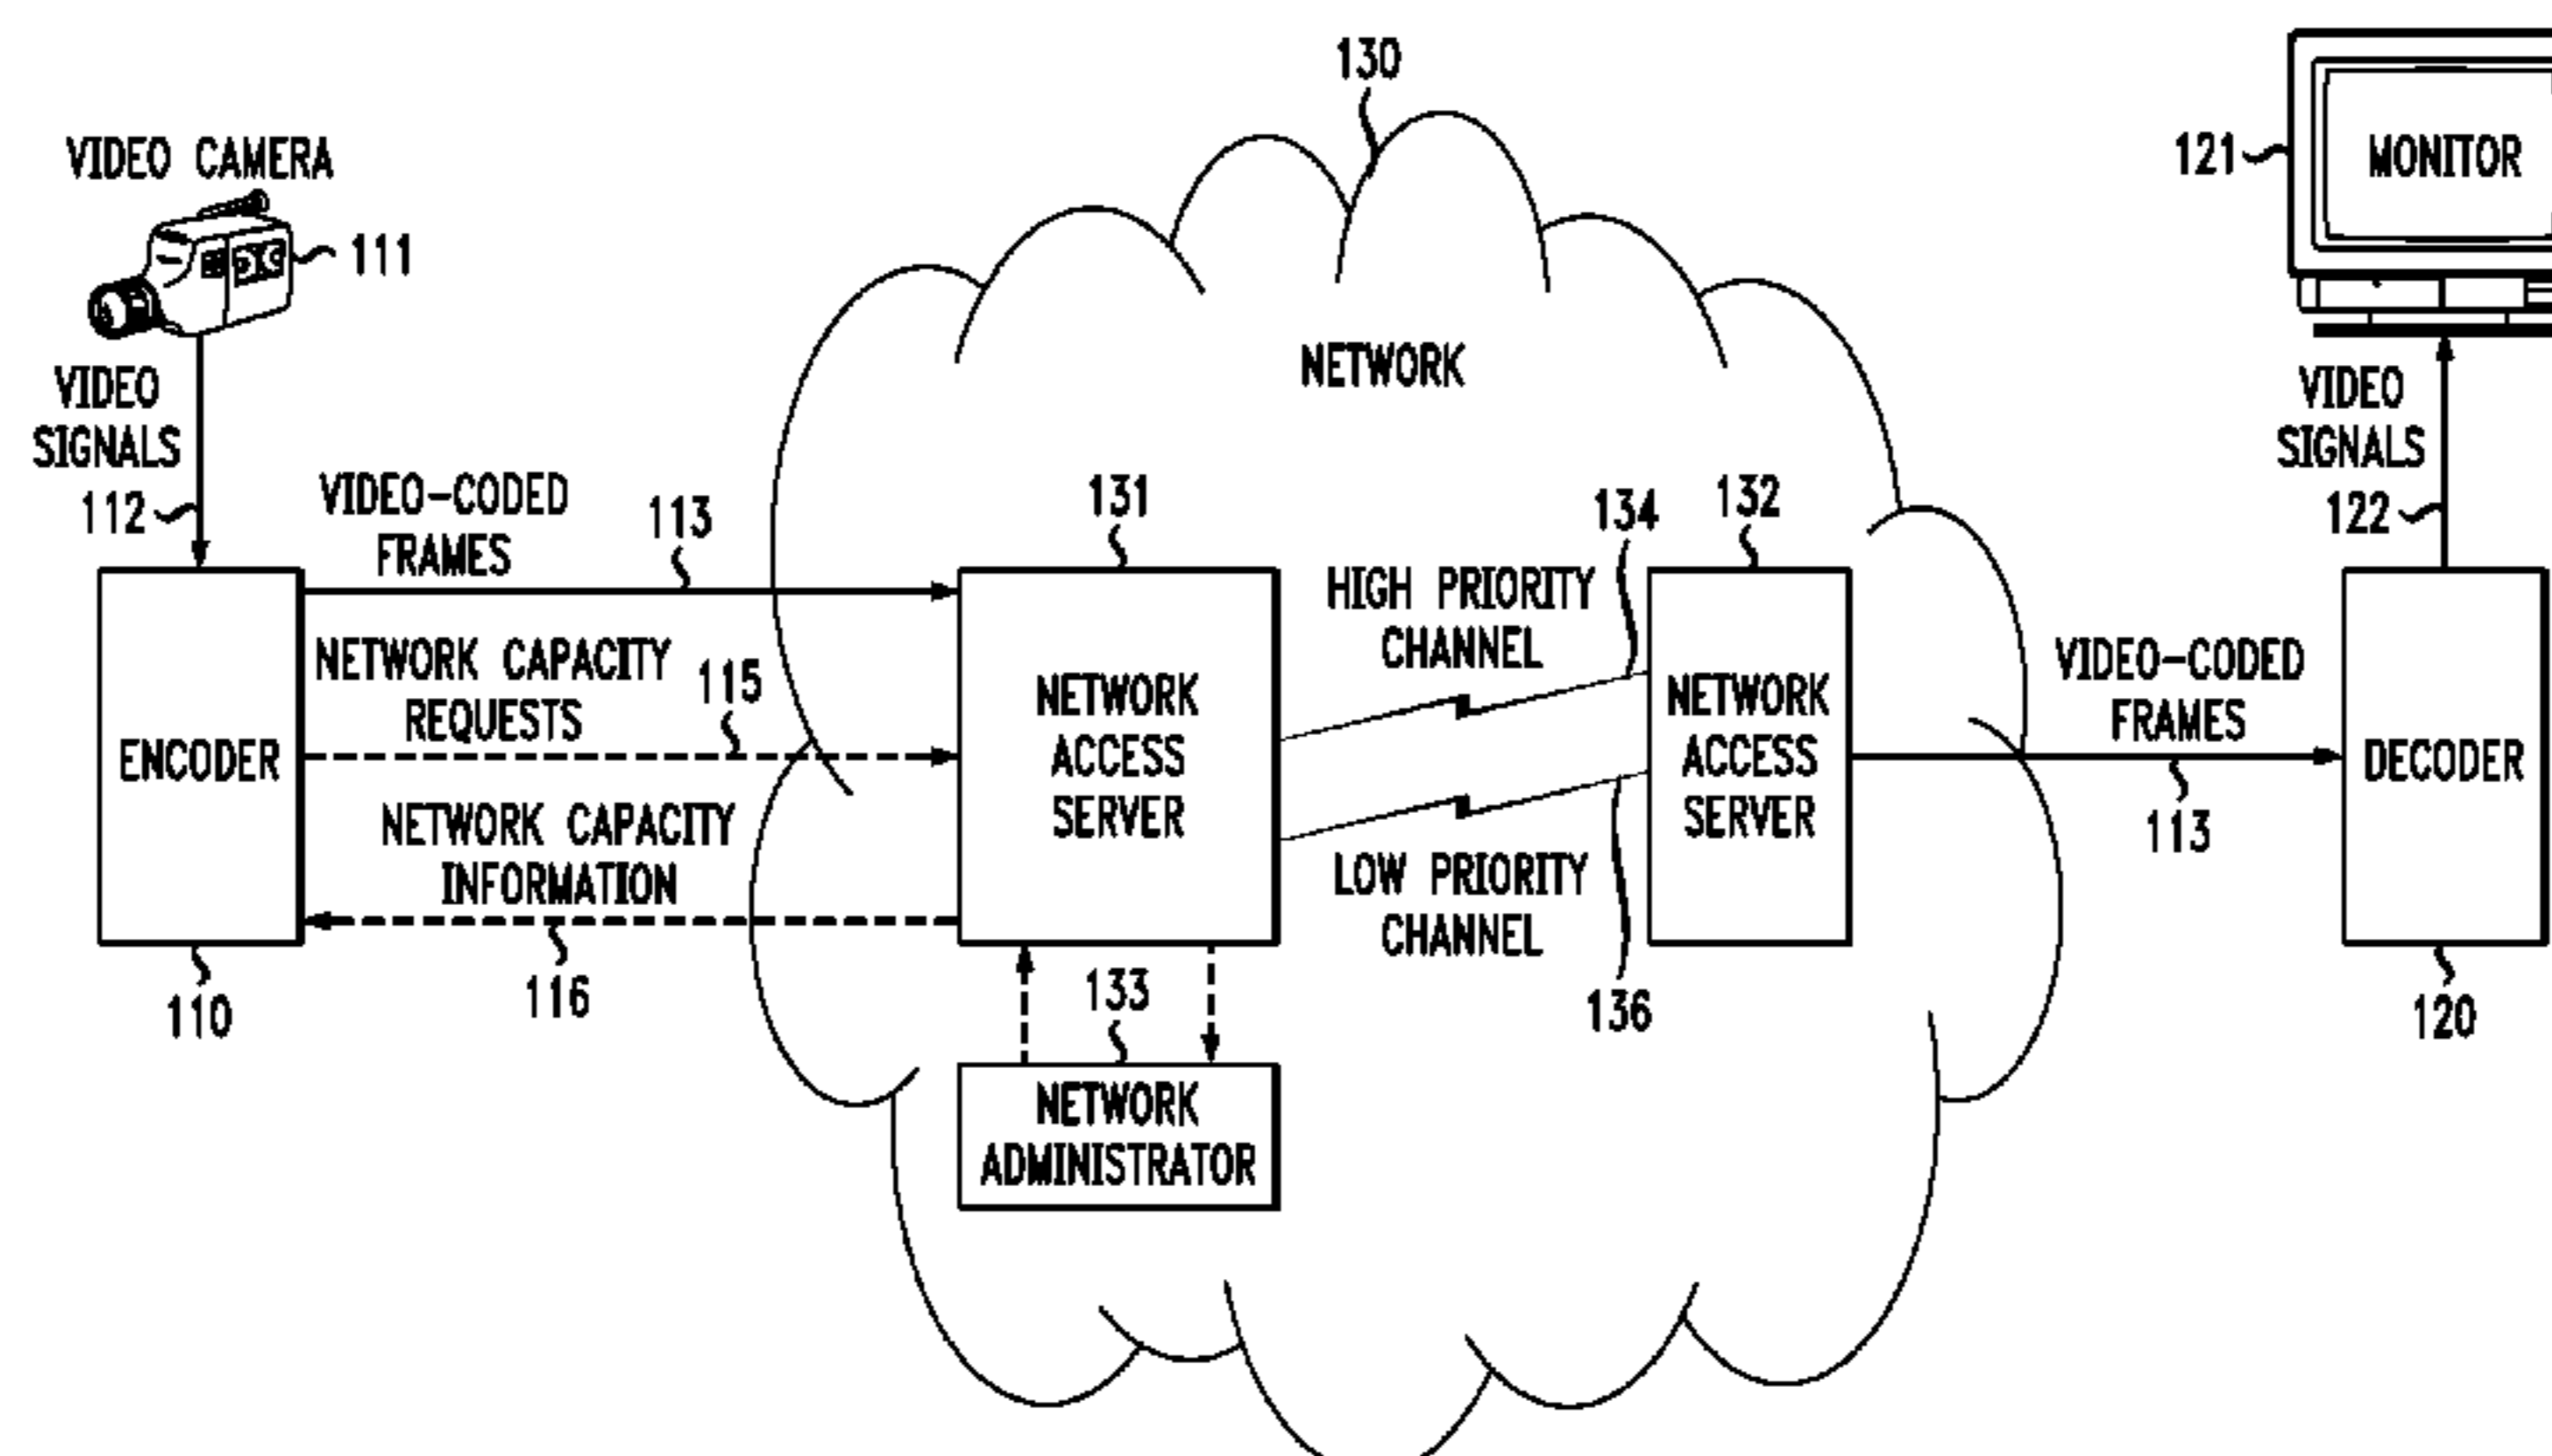 130
VIDEO CAMERA
111
121
MONITOR
NETWORK
VIDEO
SIGNALS
112
VIDEO
SIGNALS
122
VIDEO-CODED
FRAMES
113
131
134
132
HIGH PRIORITY
CHANNEL
NETWORK CAPACITY
REQUESTS
115
ENCODER
NETWORK
ACCESS
SERVER
NETWORK
ACCESS
SERVER
VIDEO-CODED
FRAMES
113
DECODER
NETWORK CAPACITY
INFORMATION
116
LOW PRIORITY
CHANNEL
136
110
133
120
NETWORK
ADMINISTRATOR